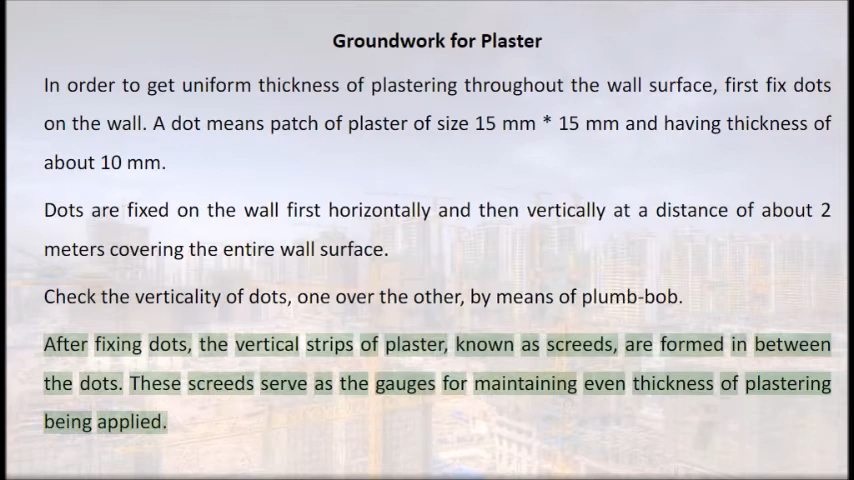 Groundwork for Plaster
In order to get uniform thickness of plastering throughout the wall surface, first fix dots
on the wall. A dot means patch of plaster of size 15 mm * 15 mm and having thickness of
about 10 mm.
Dots are fixed on the wall first horizontally and then vertically at a distance of about 2
meters covering the entire wall surface.
Check the verticality of dots, one over the other, by means of plumb-bob.
After fixing dots, the vertical strips of plaster, known as screeds, are formed in between
the dots. These screeds serve as the gauges for maintaining even thickness of plastering
being applied.